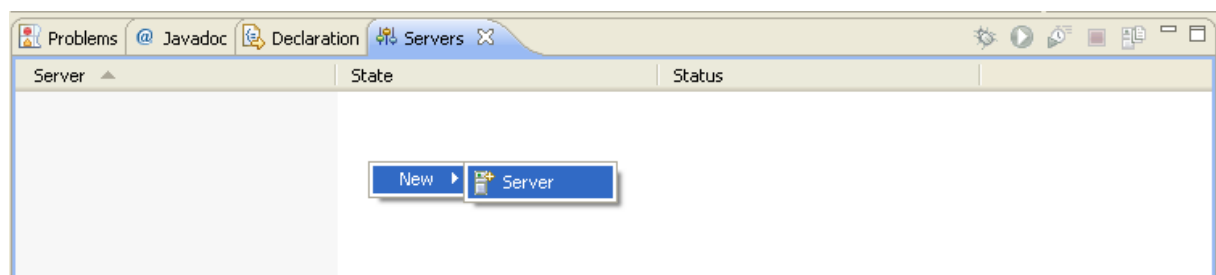 Problems @ Javadoc Declaration Servers
Server State Status
New Server